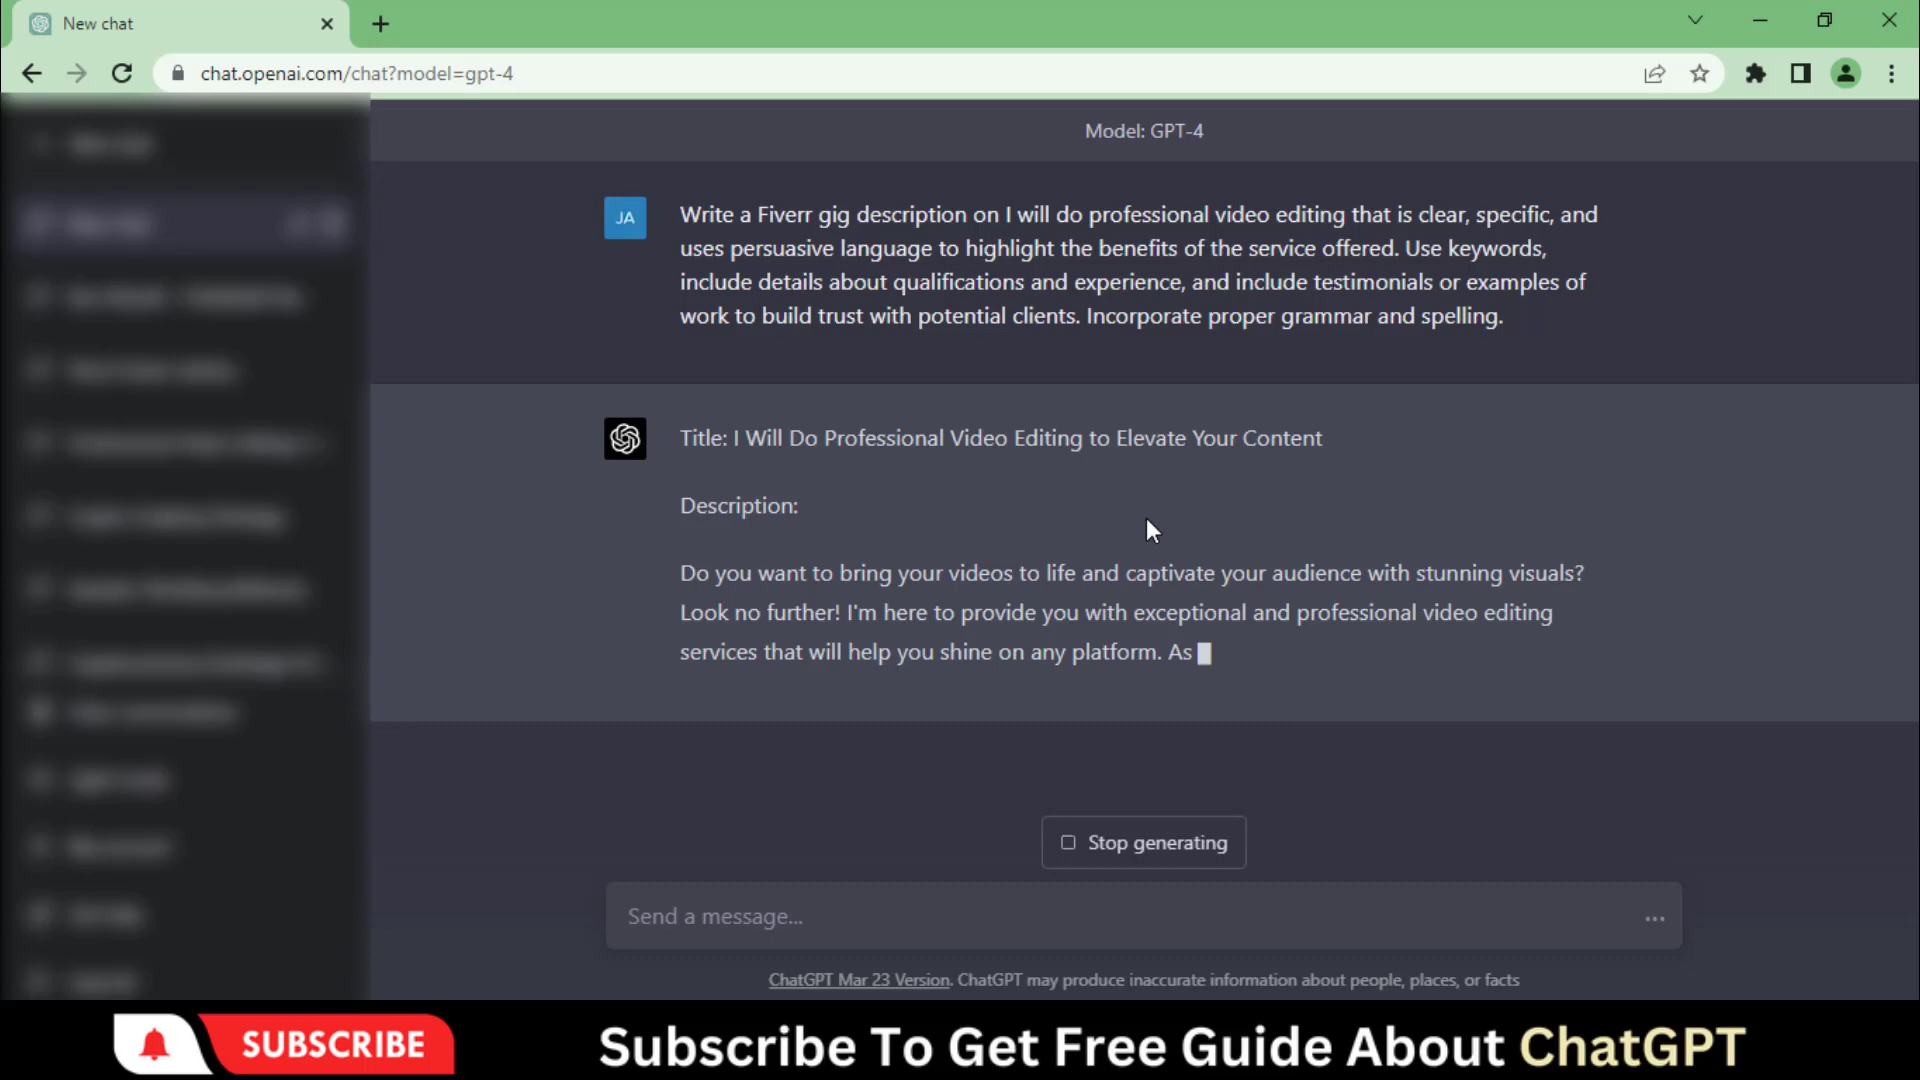 New chat
chat.openai.com/chat?model=gpt-4
Model: GPT-4
JA
Write a Fiverr gig description on I will do professional video editing that is clear, specific, and
uses persuasive language to highlight the benefits of the service offered. Use keywords,
include details about qualifications and experience, and include testimonials or examples of
work to build trust with potential clients. Incorporate proper grammar and spelling.
Title: I Will Do Professional Video Editing to Elevate Your Content
Description:
Do you want to bring your videos to life and captivate your audience with stunning visuals?
Look no further! I'm here to provide you with exceptional and professional video editing
services that will help you shine on any platform. As
Stop generating
Send a message...
ChatGPT Mar 23 Version. ChatGPT may produce inaccurate information about people, places, or facts
SUBSCRIBE
Subscribe To Get Free Guide About ChatGPT